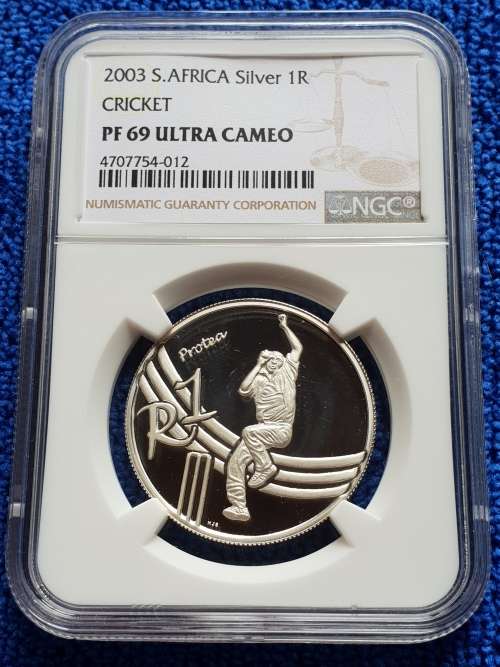 2003 S.AFRICA Silver 1R
CRICKET
PF 69 ULTRA CAMEO
4707754-012
NUMISMATIC GUARANTY CORPORATION
NGC®
Protea
R1